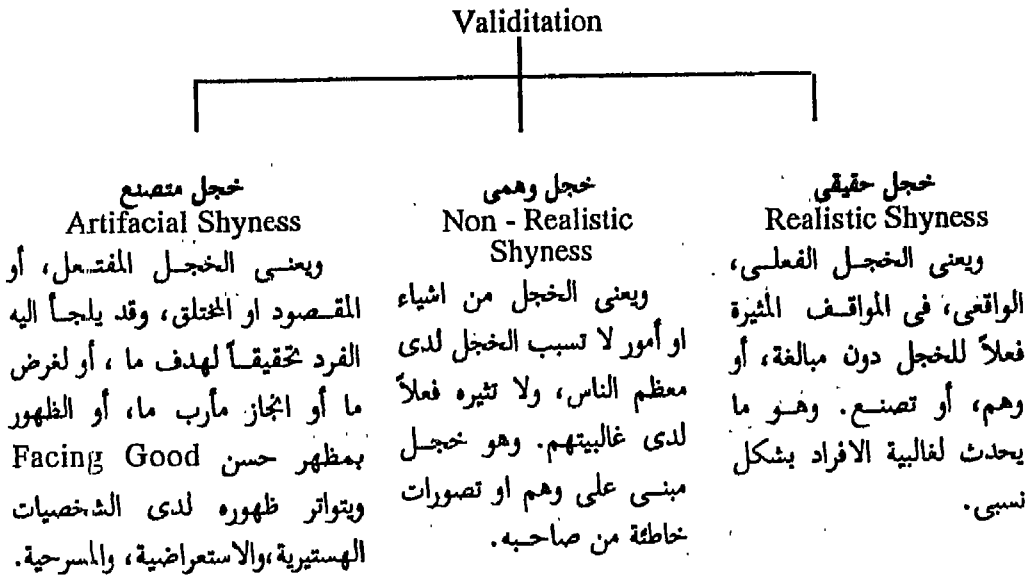 Validitation
خجل حقيقى
Realistic Shyness
ويعنى الخجل الفعلى،
الواقعى، فى المواقف المثيرة
فعلاً للخجل دون مبالغة، أو
وهم، أو تصنع. وهو ما
يحدث لغالبية الافراد بشكل
نسبى.
خجل وهمى
Non - Realistic
Shyness
ويعنى الخجل من اشياء
او أمور لا تسبب الخجل لدى
معظم الناس، ولا تثيره فعلاً
لدى غالبيتهم. وهو خجل
مبنى على وهم او تصورات
خاطئة من صاحبه.
خجل متصنع
Artifacial Shyness
ويعنى الخجل المفتعل، أو
المقصود او المختلق، وقد يلجأ اليه
الفرد تحقيقاً لهدف ما ، أو لغرض
ما أو انجاز مأرب ما، أو الظهور
بمظهر حسن Facing Good
ويتواتر ظهوره لدى الشخصيات
الهستيرية،والاستعراضية، والمسرحية.